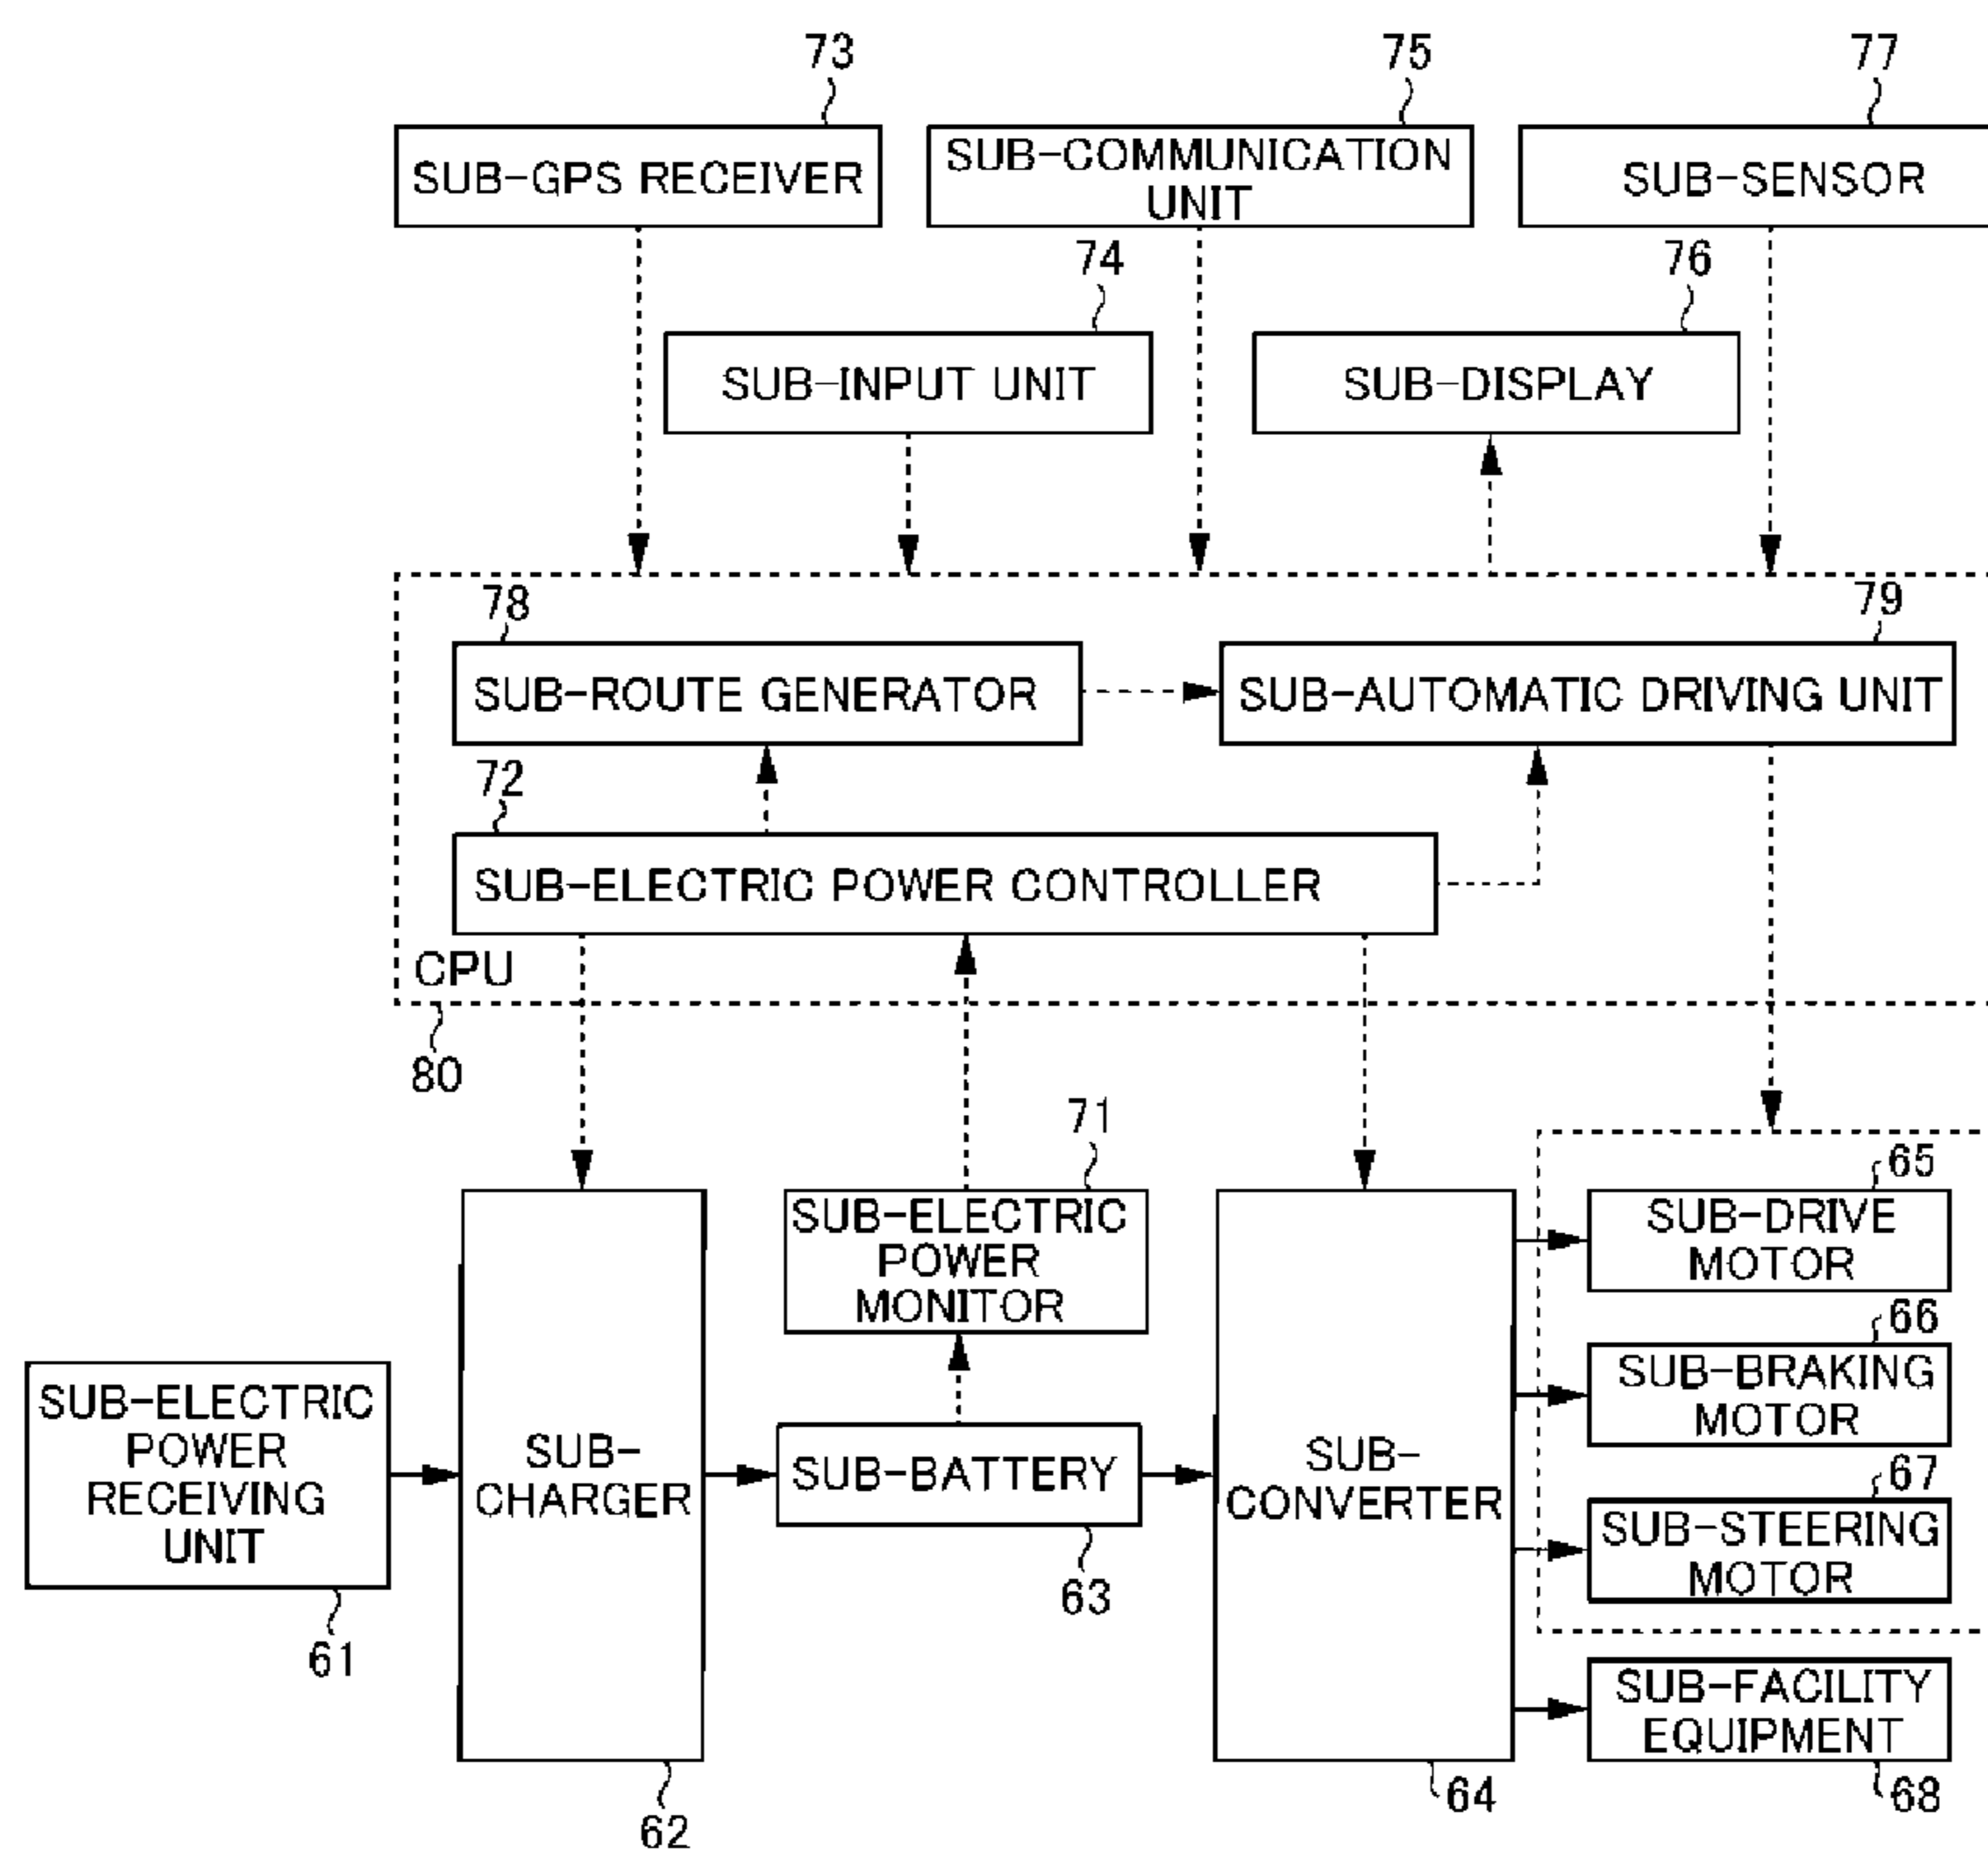 73
75
77
SUB-GPS RECEIVER
SUB-COMMUNICATION
UNIT
SUB-SENSOR
74
76
SUB-INPUT UNIT
SUB-DISPLAY
78
79
SUB-ROUTE GENERATOR
SUB-AUTOMATIC DRIVING UNIT
72
SUB-ELECTRIC POWER CONTROLLER
CPU
80
71
65
SUB-ELECTRIC
POWER
MONITOR
SUB-DRIVE
MOTOR
66
SUB-BRAKING
MOTOR
SUB-ELECTRIC
POWER
RECEIVING
UNIT
SUB-
CHARGER
SUB-BATTERY
SUB-
CONVERTER
67
SUB-STEERING
MOTOR
63
61
SUB-FACILITY
EQUIPMENT
64
68
62